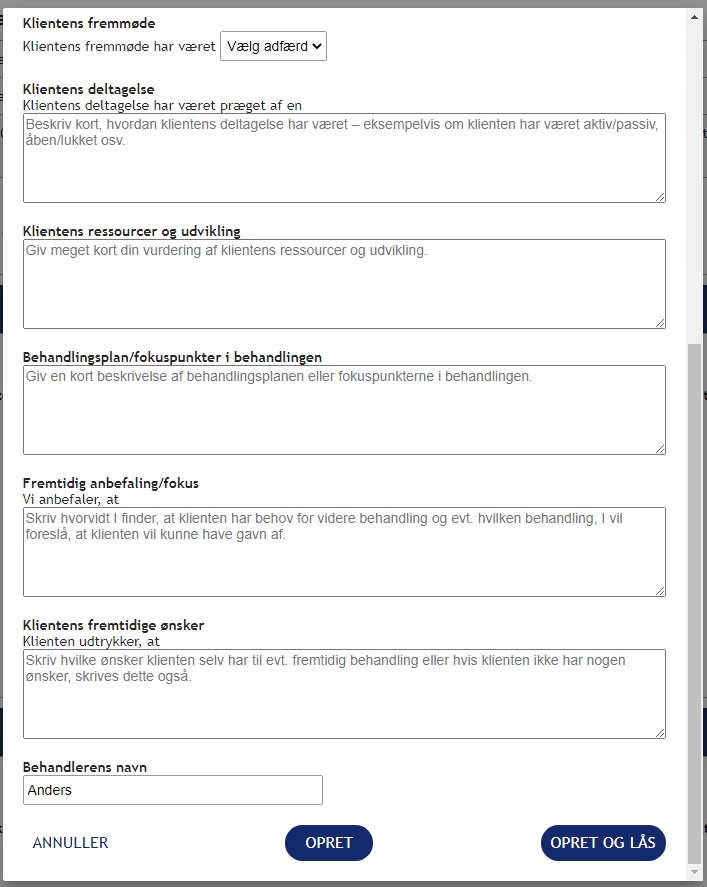 Klientens fremmøde
Klientens fremmøde har været Vælg adfærd
Klientens deltagelse
Klientens deltagelse har været præget af en
Beskriv kort, hvordan klientens deltagelse har været – eksempelvis om klienten har været aktiv/passiv,
åben/lukket osv.
Klientens ressourcer og udvikling
Giv meget kort din vurdering af klientens ressourcer og udvikling.
Behandlingsplan/fokuspunkter i behandlingen
Giv en kort beskrivelse af behandlingsplanen eller fokuspunkterne i behandlingen.
Fremtidig anbefaling/fokus
Vi anbefaler, at
Skriv hvorvidt I finder, at klienten har behov for videre behandling og evt. hvilken behandling, I vil
foreslå, at klienten vil kunne have gavn af.
Klientens fremtidige ønsker
Klienten udtrykker, at
Skriv hvilke ønsker klienten selv har til evt. fremtidig behandling eller hvis klienten ikke har nogen
ønsker, skrives dette også.
Behandlerens navn
Anders
ANNULLER OPRET OPRET OG LÅS